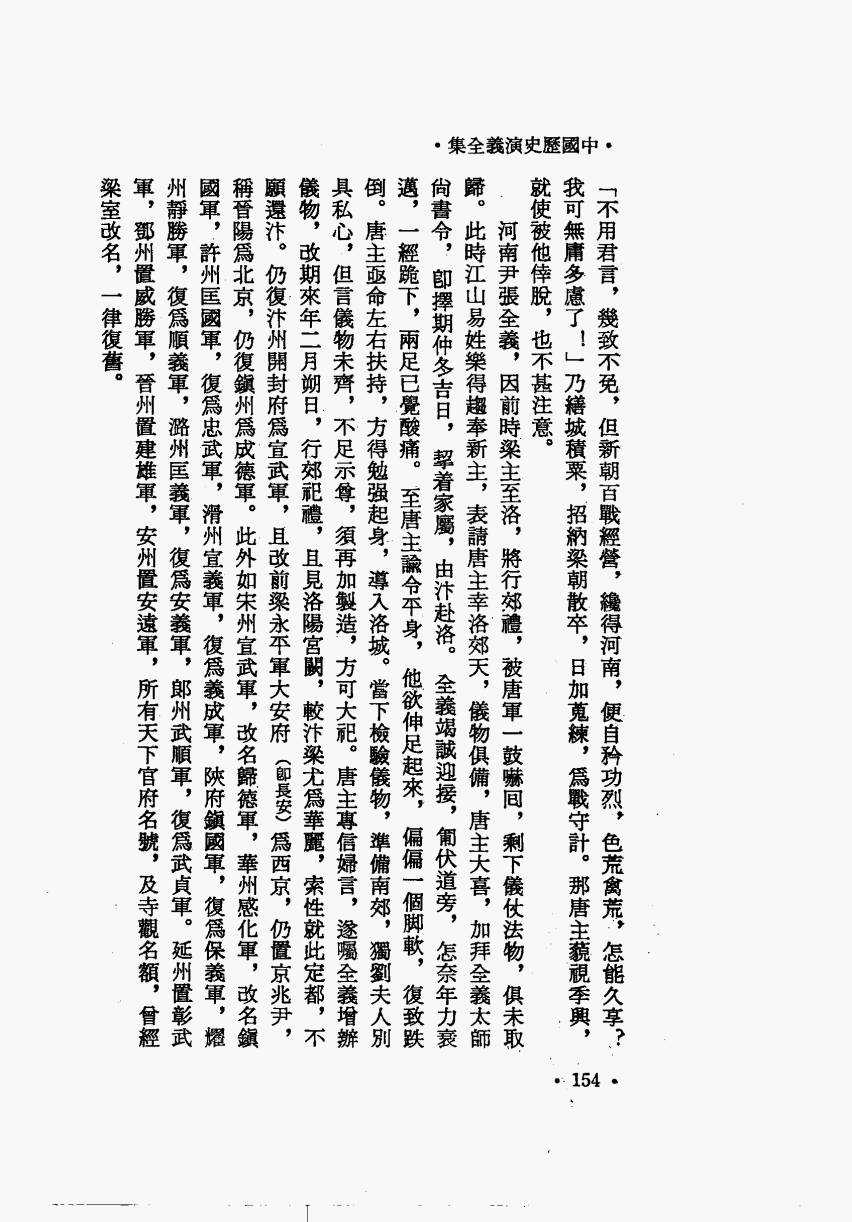 •中國歷史演義全集•
「不用君言，幾致不免，但新朝百戰經營，纔得河南，便自矜功烈，色荒禽荒，怎能久享？
我可無庸多慮了！」乃繕城積粟，招納梁朝散卒，日加蒐練，爲戰守計。那唐主藐視季興，
就使被他倖脫，也不甚注意。
河南尹張全義，因前時梁主至洛，將行郊禮，被唐軍一鼓嚇囘，剩下儀仗法物，俱未取
歸。此時江山易姓樂得趨奉新主，表請唐主幸洛郊天，儀物俱備，唐主大喜，加拜全義太師
尙書令，卽擇期仲冬吉日，挈着家屬，由汴赴洛。全義竭誠迎接，匍伏道旁，怎奈年力衰
邁，一經跪下，兩足已覺酸痛。至唐主諭令平身，他欲伸足起來，偏偏一個脚軟，復致跌
倒。唐主亟命左右扶持，方得勉强起身，導入洛城。當下檢驗儀物，準備南郊，獨劉夫人別
具私心，但言儀物未齊，不足示尊，須再加製造，方可大祀。唐主專信婦言，遂囑全義增辦
儀物，改期來年二月朔日，行郊祀禮，且見洛陽宮闕，較汴梁尤爲華麗，索性就此定都，不
願還汴。仍復汴州開封府爲宣武軍，且改前梁永平軍大安府（卽長安）爲西京，仍置京兆尹，
稱晉陽爲北京，仍復鎭州爲成德軍。此外如宋州宣武軍，改名歸德軍，華州感化軍，改名鎭
國軍，許州匡國軍，復爲忠武軍，滑州宣義軍，復爲義成軍，陝府鎭國軍，復爲保義軍，耀
州靜勝軍，復爲順義軍，潞州匡義軍，復爲安義軍，郞州武順軍，復爲武貞軍。延州置彰武
軍，鄧州置威勝軍，晉州置建雄軍，安州置安遠軍，所有天下官府名號，及寺觀名額，曾經
梁室改名，一律復舊。
•154•